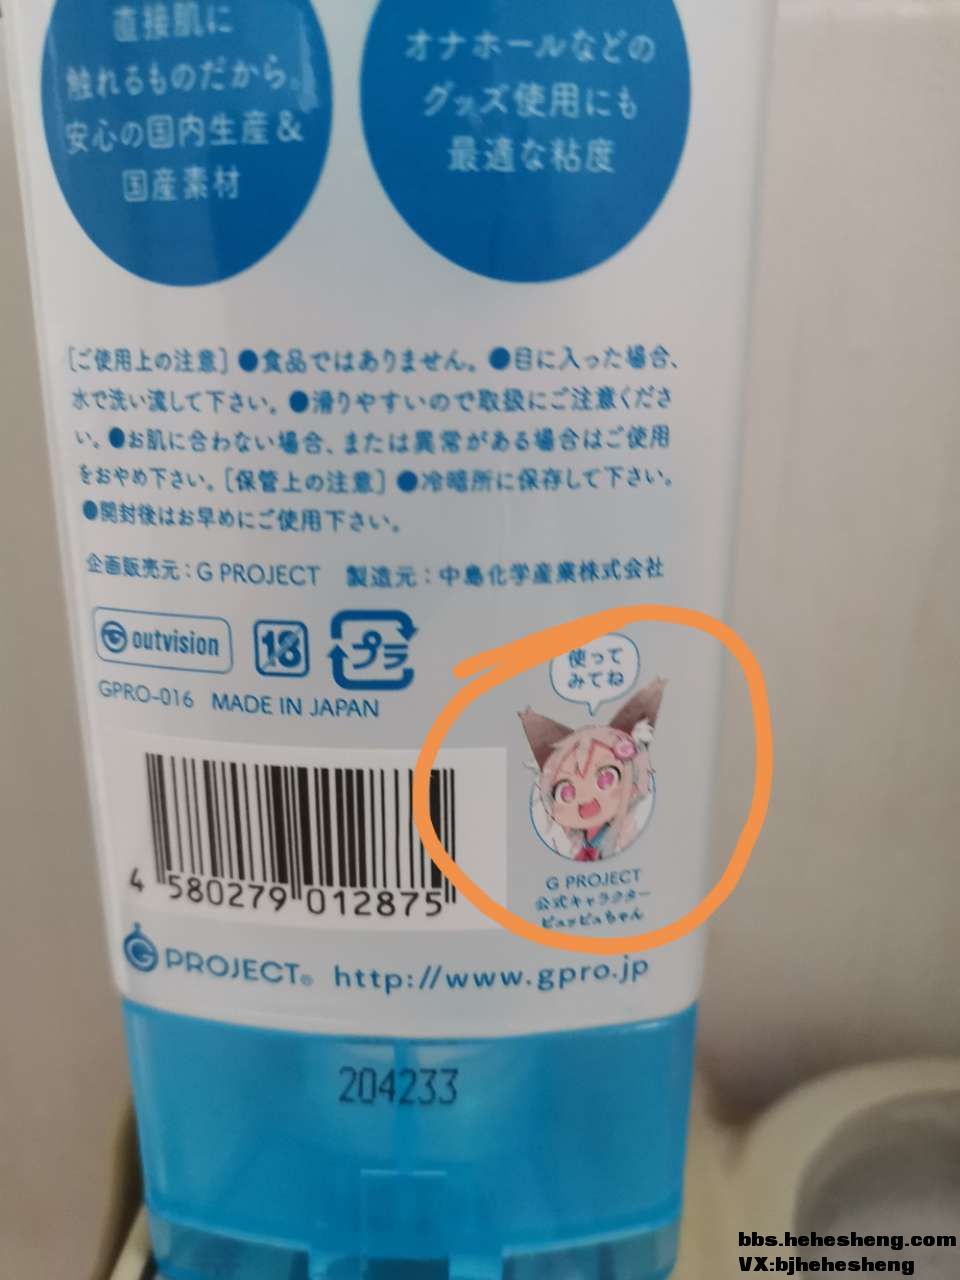 直接肌に
触れるものだから。
安心の国内生産&
国産素材
オナホールなどの
グッズ使用にも
最適な粘度
[ご使用上の注意]●食品ではありません。●目に入った場合、
水で洗い流して下さい。●滑りやすいので取扱にご注意くださ
い。●お肌に合わない場合、または異常がある場合はご使用
をおやめ下さい。[保管上の注意]●冷暗所に保存して下さい。
●開封後はお早めにご使用下さい。
企画販売元:G PROJECT 製造元:中島化学産業株式会社
outvision
18
プラ
GPRO-016 MADE IN JAPAN
使って
みてね
4 580279 012875
G PROJECT
公式キャラクター
ピュッピュちゃん
G PROJECT® http://www.gpro.jp
204233
bbs.hehesheng.com
VX:bjhehesheng